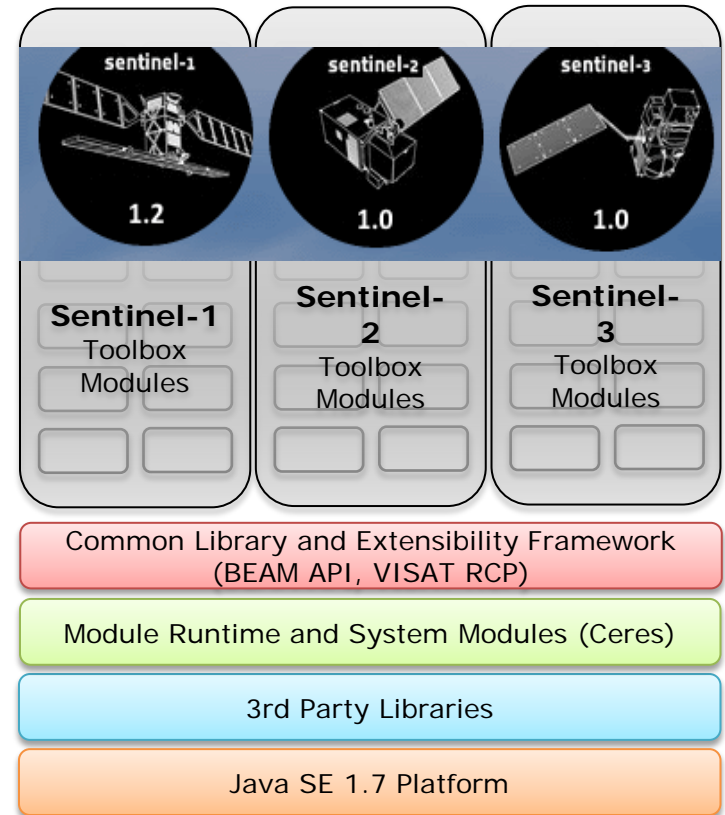 sentinel-1
1.2
sentinel-2
1.0
sentinel-3
1.0
Sentinel-1
Toolbox
Modules
Sentinel-
2
Toolbox
Modules
Sentinel-
3
Toolbox
Modules
Common Library and Extensibility Framework
(BEAM API, VISAT RCP)
Module Runtime and System Modules (Ceres)
3rd Party Libraries
Java SE 1.7 Platform